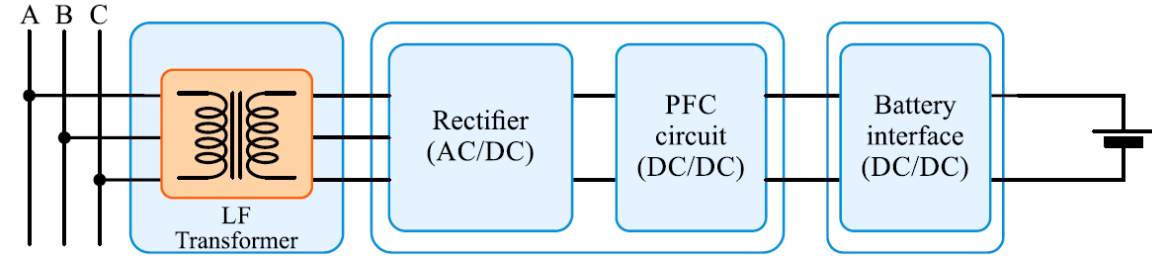 A B C
LF
Transformer
Rectifier
(AC/DC)
PFC
circuit
(DC/DC)
Battery
interface
(DC/DC)